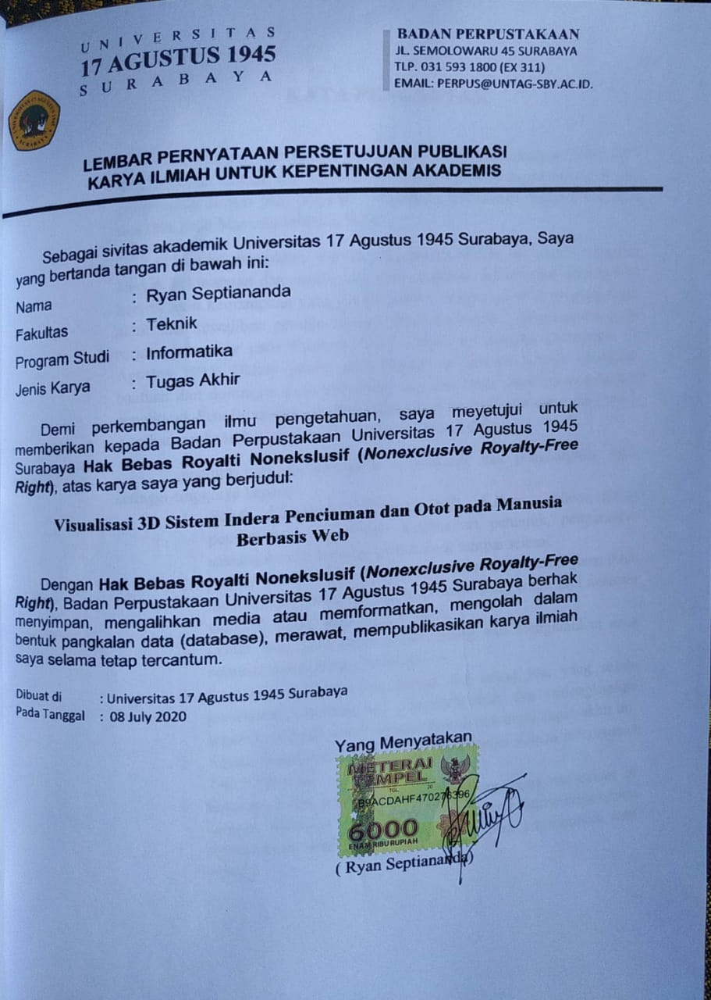 UNIVERSITAS
17 AGUSTUS 1945
SURABAYA
BADAN PERPUSTAKAAN
JL. SEMOLOWARU 45 SURABAYA
TLP. 031 593 1800 (EX 311)
EMAIL: PERPUS@UNTAG-SBY.AC.ID.
LEMBAR PERNYATAAN PERSETUJUAN PUBLIKASI
KARYA ILMIAH UNTUK KEPENTINGAN AKADEMIS
Sebagai sivitas akademik Universitas 17 Agustus 1945 Surabaya, Saya
yang bertanda tangan di bawah ini:
Nama : Ryan Septiananda
Fakultas : Teknik
Program Studi : Informatika
Jenis Karya : Tugas Akhir
Demi perkembangan ilmu pengetahuan, saya meyetujui untuk
memberikan kepada Badan Perpustakaan Universitas 17 Agustus 1945
Surabaya Hak Bebas Royalti Nonekslusif (Nonexclusive Royalty-Free
Right), atas karya saya yang berjudul:
Visualisasi 3D Sistem Indera Penciuman dan Otot pada Manusia
Berbasis Web
Dengan Hak Bebas Royalti Nonekslusif (Nonexclusive Royalty-Free
Right), Badan Perpustakaan Universitas 17 Agustus 1945 Surabaya berhak
menyimpan, mengalihkan media atau memformatkan, mengolah dalam
bentuk pangkalan data (database), merawat, mempublikasikan karya ilmiah
saya selama tetap tercantum.
Dibuat di : Universitas 17 Agustus 1945 Surabaya
Pada Tanggal : 08 July 2020
Yang Menyatakan
METERAI
TEMPEL
TGL. 20
B9ACDAHF470276396
6000
ENAM RIBU RUPIAH
( Ryan Septiananda)